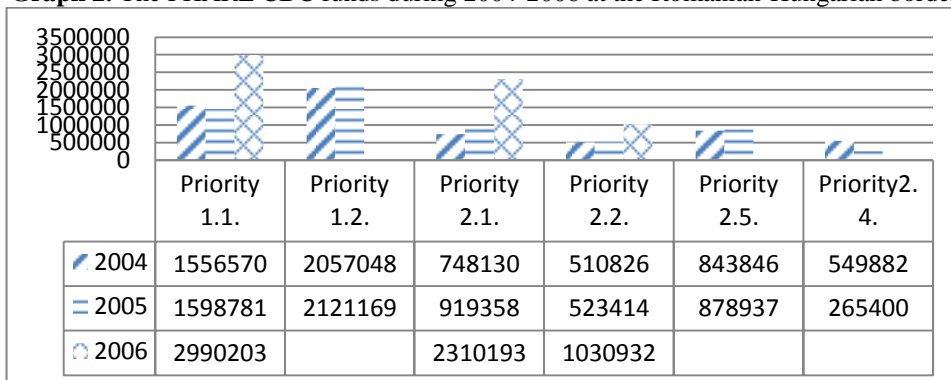 Graph 2. The PHARE CBC funds during 2004-2006 at the Romanian-Hungarian border
3500000
3000000
2500000
2000000
1500000
1000000
500000
0
Priority 1.1. Priority 1.2. Priority 2.1. Priority 2.2. Priority 2.5. Priority2. 4.
2004 1556570 2057048 748130 510826 843846 549882
2005 1598781 2121169 919358 523414 878937 265400
2006 2990203 2310193 1030932